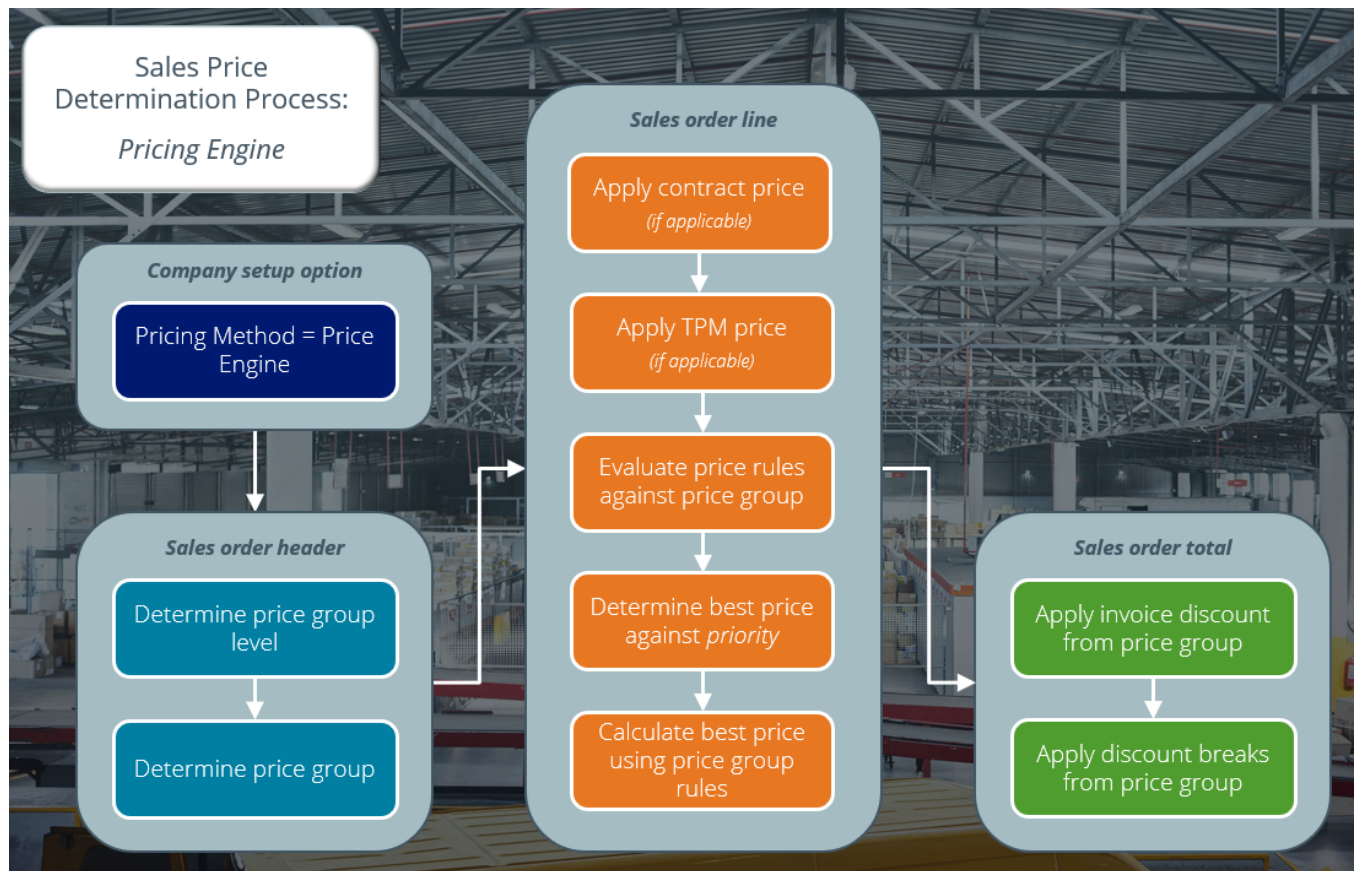 Sales Price
Determination Process:
Pricing Engine
Company setup option
Pricing Method = Price
Engine
Sales order header
Determine price group
level
Determine price group
Sales order line
Apply contract price
(if applicable)
Apply TPM price
(if applicable)
Evaluate price rules
against price group
Determine best price
against priority
Calculate best price
using price group
rules
Sales order total
Apply invoice discount
from price group
Apply discount breaks
from price group